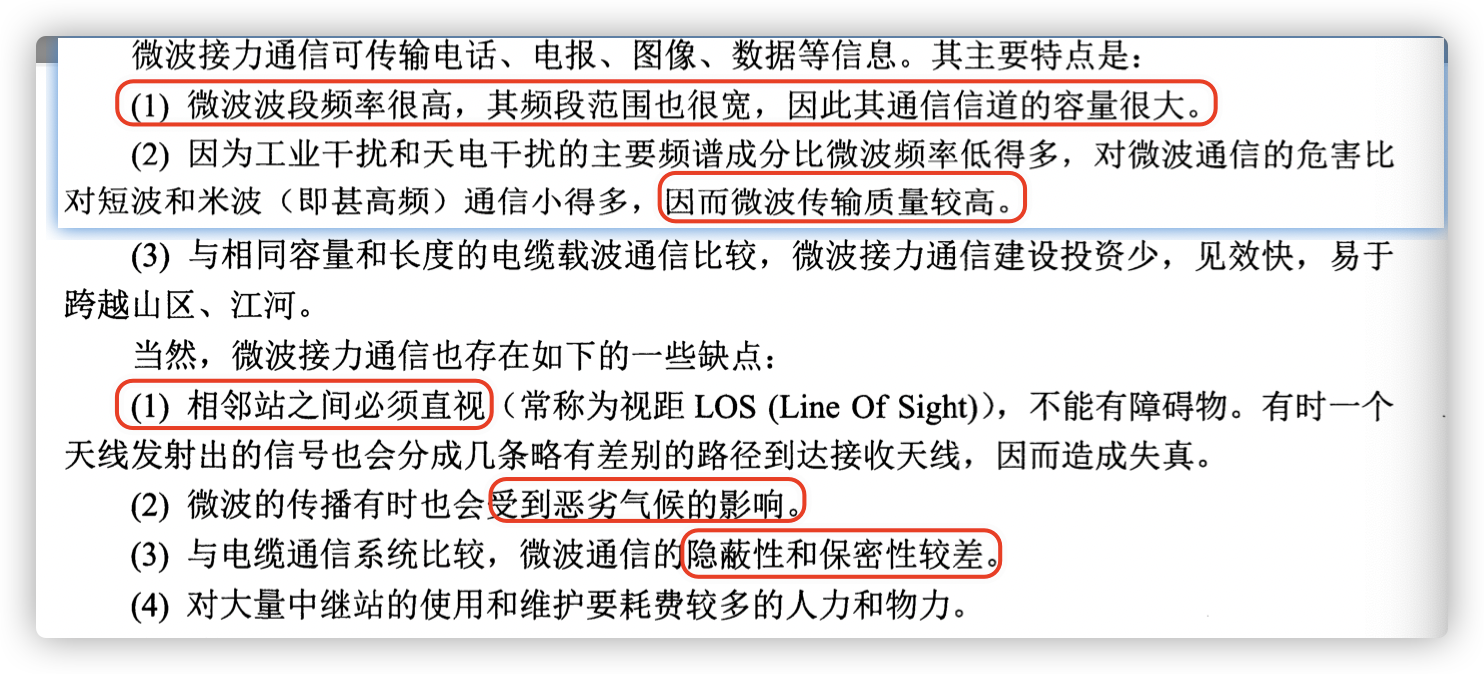 微波接力通信可传输电话、电报、图像、数据等信息。其主要特点是：
(1) 微波波段频率很高，其频段范围也很宽，因此其通信信道的容量很大。
(2) 因为工业干扰和天电干扰的主要频谱成分比微波频率低得多，对微波通信的危害比
对短波和米波（即甚高频）通信小得多，因而微波传输质量较高。
(3) 与相同容量和长度的电缆载波通信比较，微波接力通信建设投资少，见效快，易于
跨越山区、江河。
当然，微波接力通信也存在如下的一些缺点：
(1) 相邻站之间必须直视（常称为视距 LOS (Line Of Sight)），不能有障碍物。有时一个
天线发射出的信号也会分成几条略有差别的路径到达接收天线，因而造成失真。
(2) 微波的传播有时也会受到恶劣气候的影响。
(3) 与电缆通信系统比较，微波通信的隐蔽性和保密性较差。
(4) 对大量中继站的使用和维护要耗费较多的人力和物力。